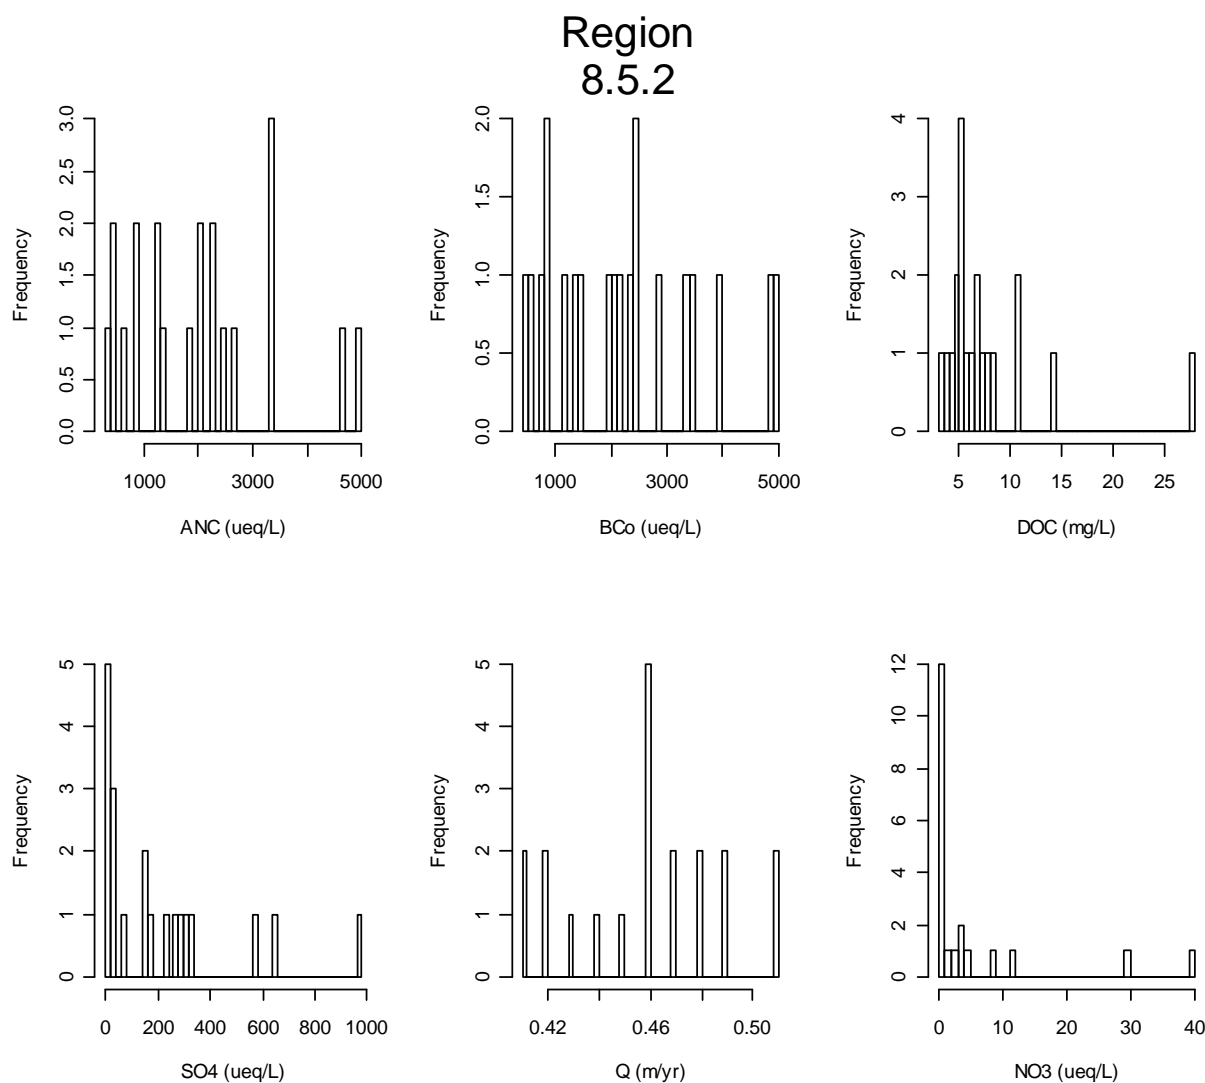 Region
8.5.2
Frequency
0.0 0.5 1.0 1.5 2.0 2.5 3.0
1000 3000 5000
ANC (ueq/L)
Frequency
0.0 0.5 1.0 1.5 2.0
1000 3000 5000
BCo (ueq/L)
Frequency
0 1 2 3 4
5 10 15 20 25
DOC (mg/L)
Frequency
0 1 2 3 4 5
0 200 400 600 800 1000
SO4 (ueq/L)
Frequency
0 1 2 3 4 5
0.42 0.46 0.50
Q (m/yr)
Frequency
0 2 4 6 8 10 12
0 10 20 30 40
NO3 (ueq/L)